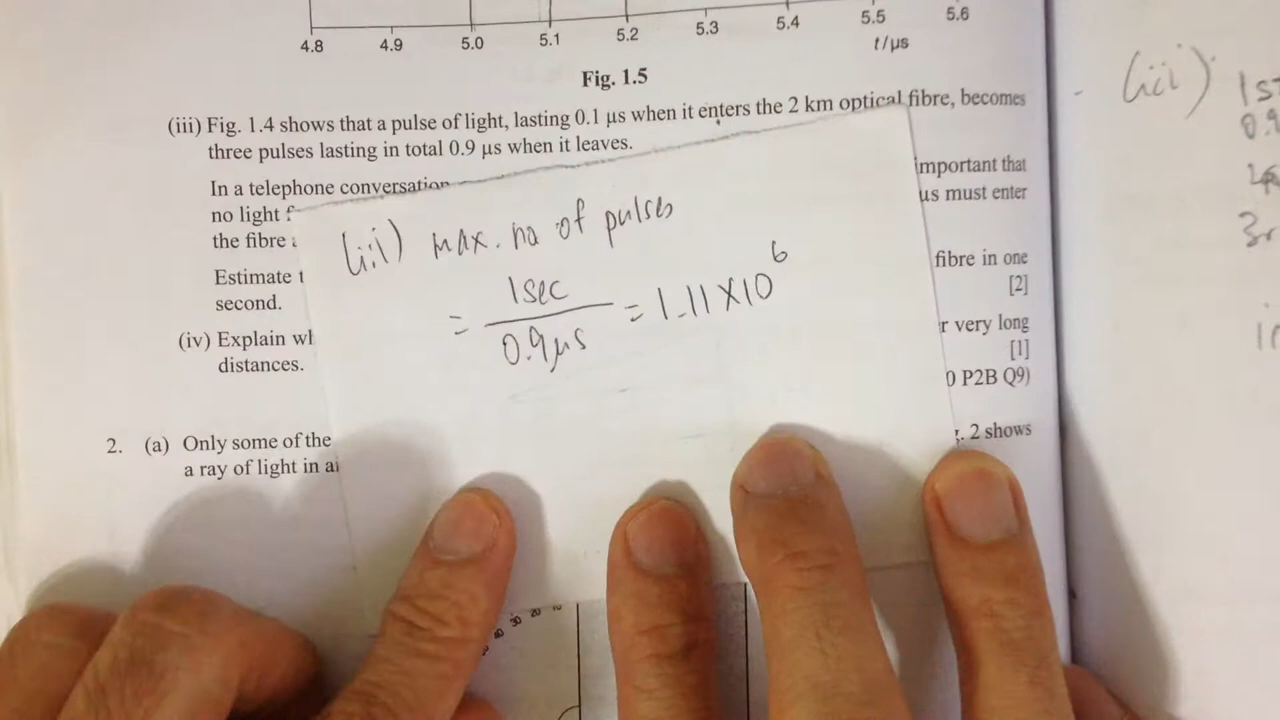 4.8 4.9 5.0 5.1 5.2 5.3 5.4 5.5 5.6
t/µs
Fig. 1.5
(iii) Fig. 1.4 shows that a pulse of light, lasting 0.1 µs when it enters the 2 km optical fibre, becomes
three pulses lasting in total 0.9 µs when it leaves.
In a telephone conversation
important that
no light
µs must enter
the fibre
Estimate
fibre in one
second.
[2]
(iv) Explain
very long
distances.
[1]
P2B Q9)
2. (a) Only some of the
2 shows
a ray of light in
(iii) max. no of pulses
= 1sec / 0.9µs = 1.11 X 10^6
40 30 20 10
(iii)